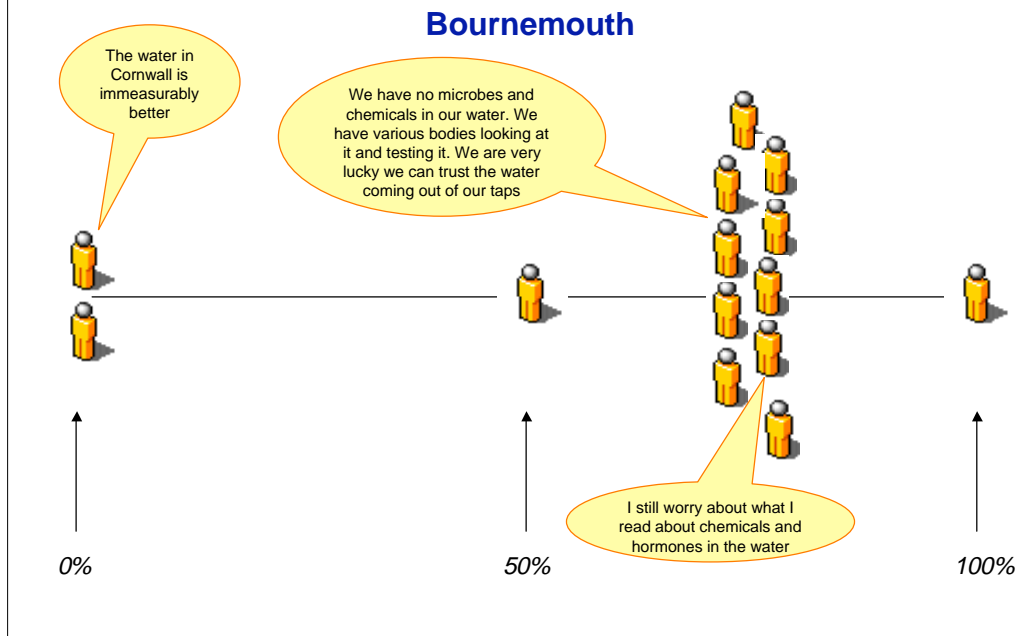 Bournemouth
The water in
Cornwall is
immeasurably
better
We have no microbes and
chemicals in our water. We
have various bodies looking at
it and testing it. We are very
lucky we can trust the water
coming out of our taps
I still worry about what I
read about chemicals and
hormones in the water
0%
50%
100%